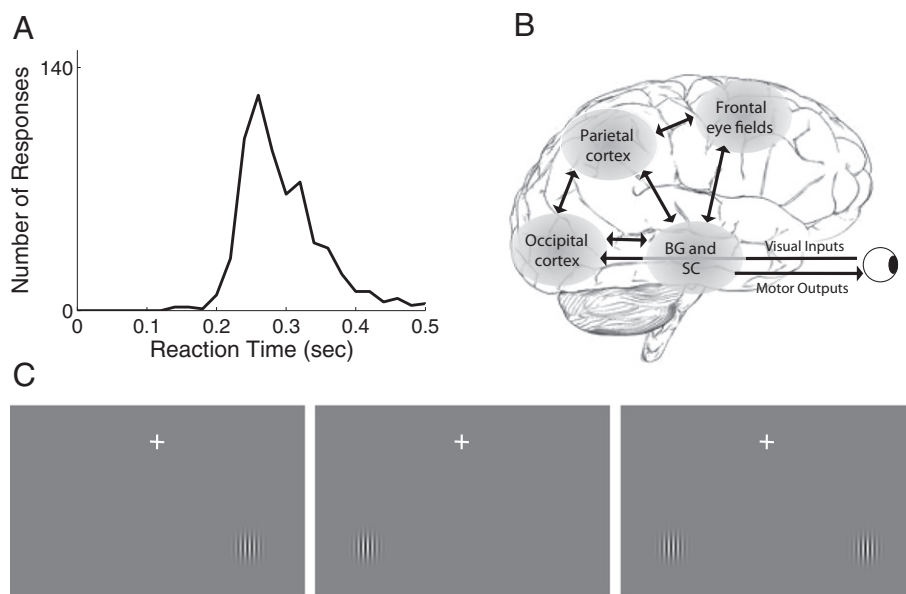 A
140
0
Number of Responses
0 0.1 0.2 0.3 0.4 0.5
Reaction Time (sec)
B
Frontal
eye fields
Parietal
cortex
Occipital
cortex
BG and
SC
Visual Inputs
Motor Outputs
C